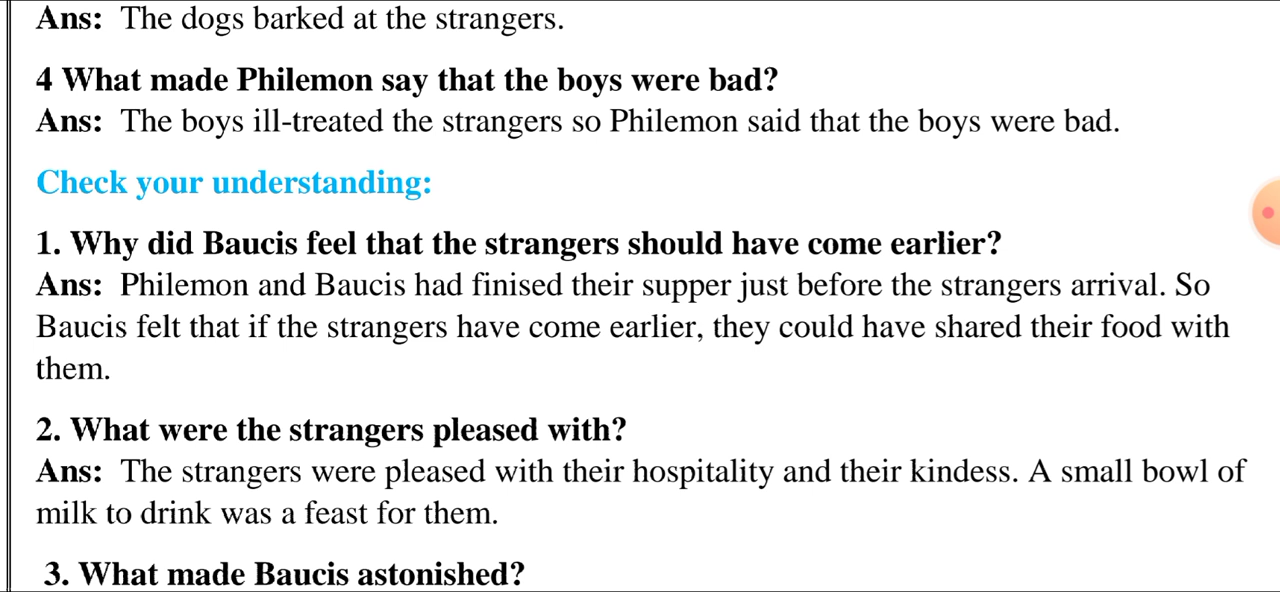 Ans: The dogs barked at the strangers.
4 What made Philemon say that the boys were bad?
Ans: The boys ill-treated the strangers so Philemon said that the boys were bad.
Check your understanding:
1. Why did Baucis feel that the strangers should have come earlier?
Ans: Philemon and Baucis had finised their supper just before the strangers arrival. So
Baucis felt that if the strangers have come earlier, they could have shared their food with
them.
2. What were the strangers pleased with?
Ans: The strangers were pleased with their hospitality and their kindess. A small bowl of
milk to drink was a feast for them.
3. What made Baucis astonished?